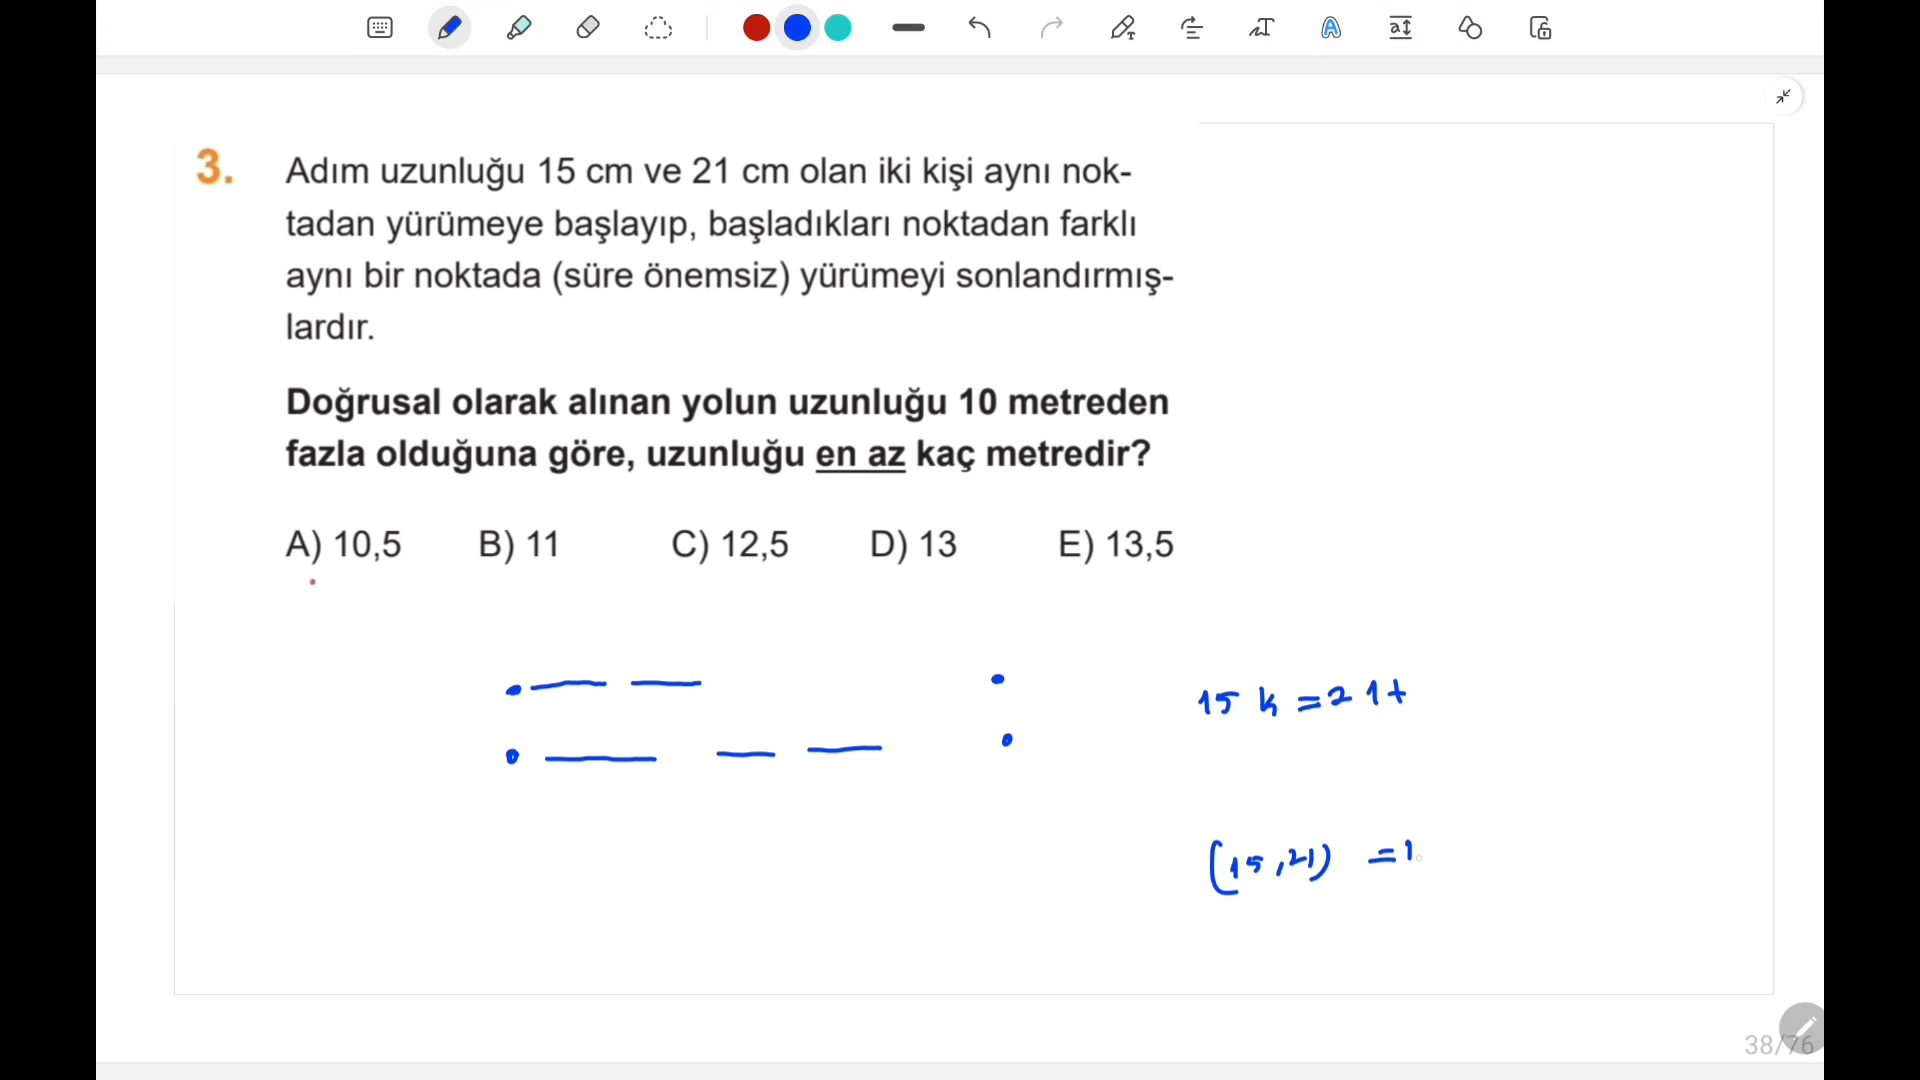 3. Adım uzunluğu 15 cm ve 21 cm olan iki kişi aynı nok-
tadan yürümeye başlayıp, başladıkları noktadan farklı
aynı bir noktada (süre önemsiz) yürümeyi sonlandırmış-
lardır.
Doğrusal olarak alınan yolun uzunluğu 10 metreden
fazla olduğuna göre, uzunluğu en az kaç metredir?
A) 10,5 B) 11 C) 12,5 D) 13 E) 13,5
15 k = 21t
(15,21) = 1
38/76